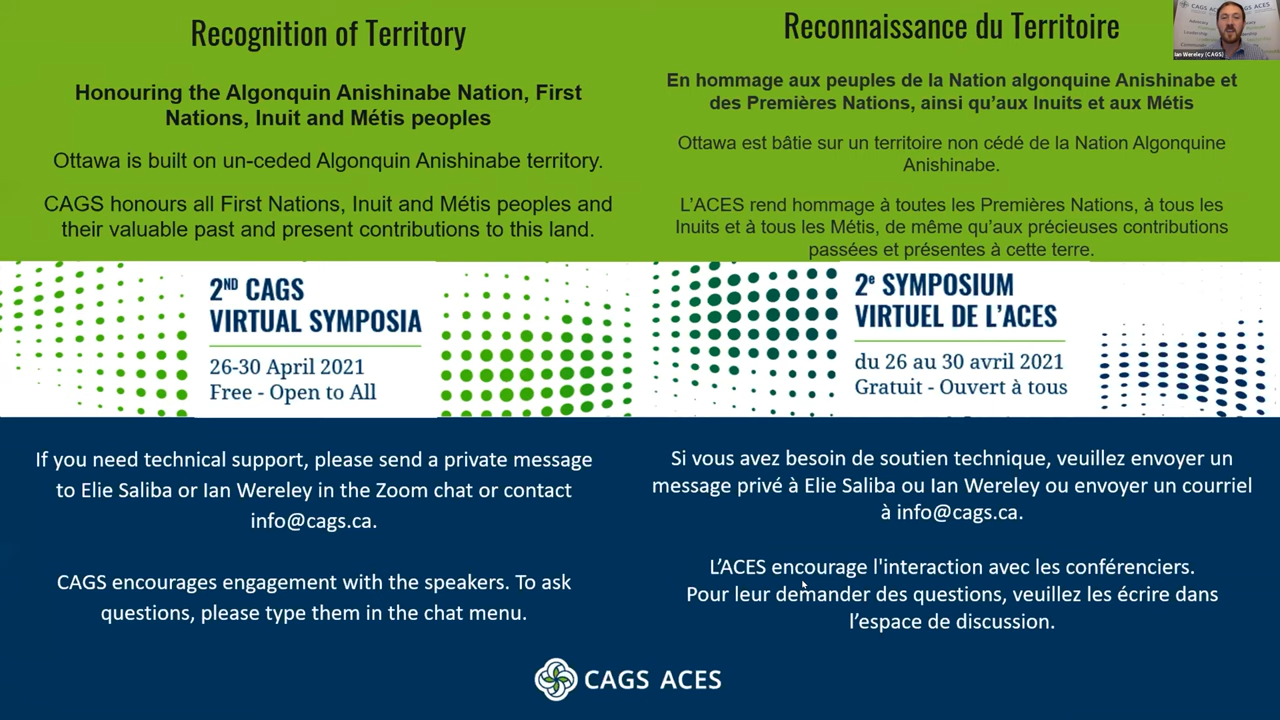 Recognition of Territory
Honouring the Algonquin Anishinabe Nation, First
Nations, Inuit and Métis peoples
Ottawa is built on un-ceded Algonquin Anishinabe territory.
CAGS honours all First Nations, Inuit and Métis peoples and
their valuable past and present contributions to this land.
Reconnaissance du Territoire
En hommage aux peuples de la Nation algonquine Anishinabe et
des Premières Nations, ainsi qu’aux Inuits et aux Métis
Ottawa est bâtie sur un territoire non cédé de la Nation Algonquine
Anishinabe.
L’ACES rend hommage à toutes les Premières Nations, à tous les
Inuits et à tous les Métis, de même qu’aux précieuses contributions
passées et présentes à cette terre.
CAGS ACES
Ian Wereley (CAGS)
2ND CAGS
VIRTUAL SYMPOSIA
26-30 April 2021
Free - Open to All
2e SYMPOSIUM
VIRTUEL DE L’ACES
du 26 au 30 avril 2021
Gratuit - Ouvert à tous
If you need technical support, please send a private message
to Elie Saliba or Ian Wereley in the Zoom chat or contact
info@cags.ca.
CAGS encourages engagement with the speakers. To ask
questions, please type them in the chat menu.
Si vous avez besoin de soutien technique, veuillez envoyer un
message privé à Elie Saliba ou Ian Wereley ou envoyer un courriel
à info@cags.ca.
L’ACES encourage l'interaction avec les conférenciers.
Pour leur demander des questions, veuillez les écrire dans
l’espace de discussion.
CAGS ACES